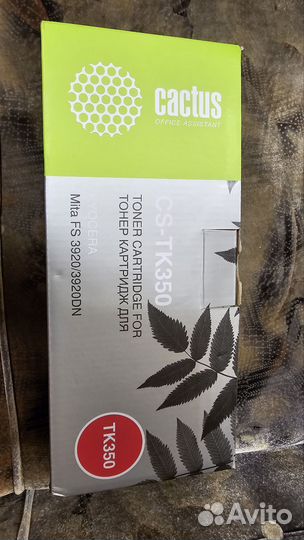 cactus
OFFICE ASSISTANT
CS-TK350
TONER CARTRIDGE FOR
ТОНЕР КАРТРИДЖ ДЛЯ
KYOCERA
Mita FS 3920/3920DN
TK350
Avito